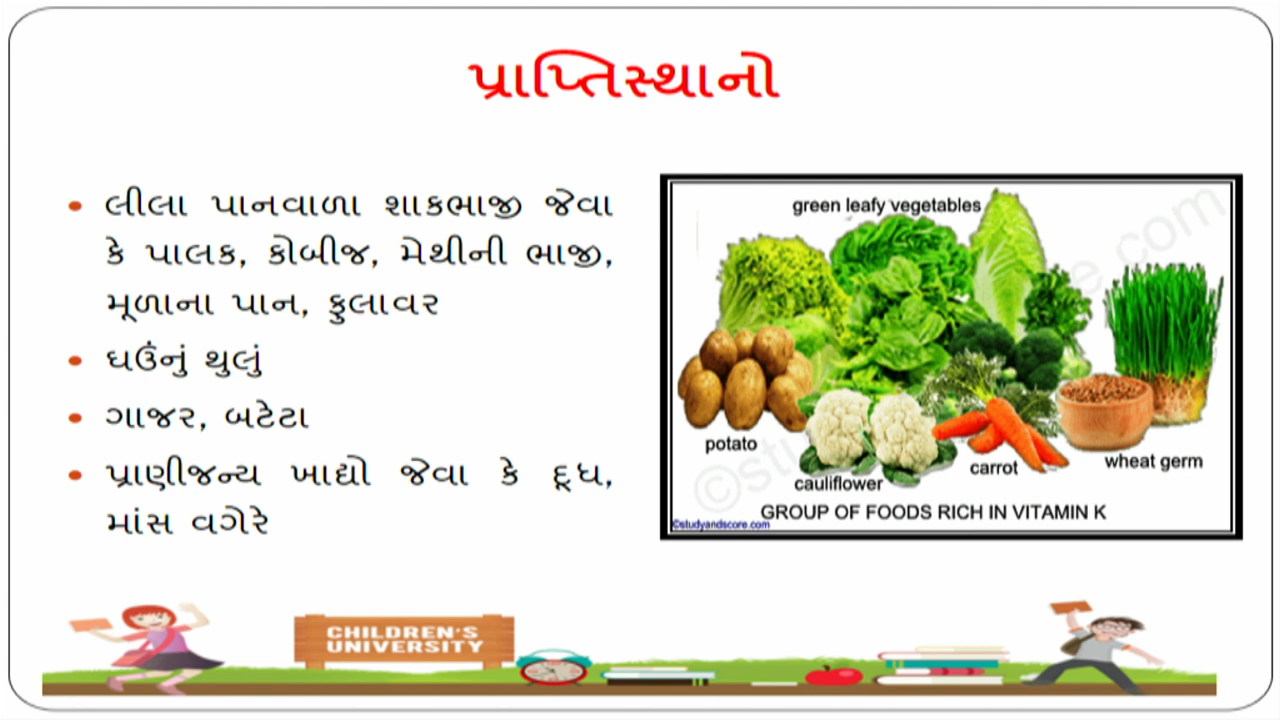 પ્રાપ્તિસ્થાનો
• લીલા પાનવાળા શાકભાજી જેવા
કે પાલક, કોબીજ, મેથીની ભાજી,
મૂળાના પાન, ફુલાવર
• ઘઉંનું થુલું
• ગાજર, બટેટા
• પ્રાણીજન્ય ખાદ્યો જેવા કે દૂધ,
માંસ વગેરે
green leafy vegetables
potato
cauliflower
carrot
wheat germ
GROUP OF FOODS RICH IN VITAMIN K
©studyandscore.com
CHILDREN'S
UNIVERSITY